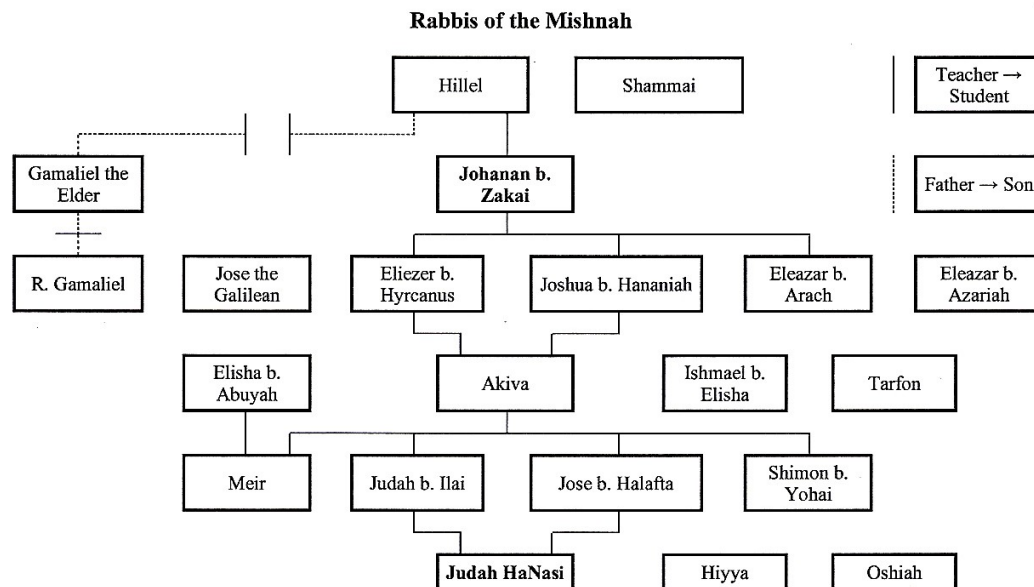 Rabbis of the Mishnah
Hillel
Shammai
Teacher →
Student
Gamaliel the
Elder
Johanan b.
Zakai
Father → Son
R. Gamaliel
Jose the
Galilean
Eliezer b.
Hyrcanus
Joshua b. Hananiah
Eleazar b.
Arach
Eleazar b.
Azariah
Elisha b.
Abuyah
Akiva
Ishmael b.
Elisha
Tarfon
Meir
Judah b. Ilai
Jose b. Halafta
Shimon b.
Yohai
Judah HaNasi
Hiyya
Oshiah